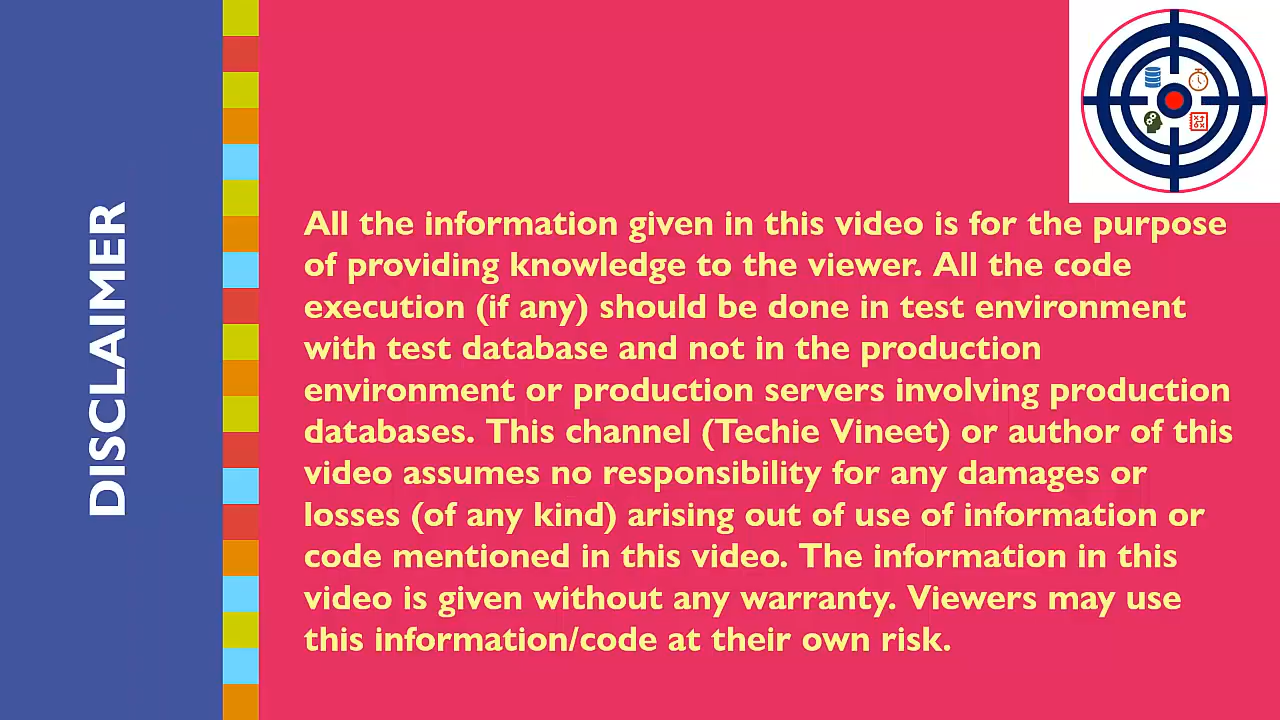 DISCLAIMER
All the information given in this video is for the purpose
of providing knowledge to the viewer. All the code
execution (if any) should be done in test environment
with test database and not in the production
environment or production servers involving production
databases. This channel (Techie Vineet) or author of this
video assumes no responsibility for any damages or
losses (of any kind) arising out of use of information or
code mentioned in this video. The information in this
video is given without any warranty. Viewers may use
this information/code at their own risk.